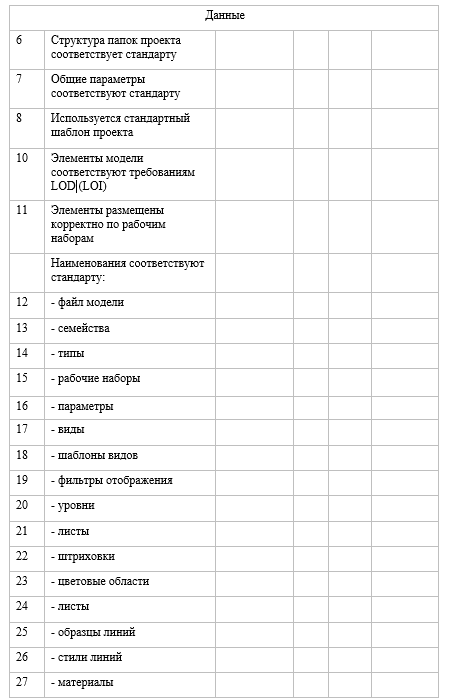 Данные
6 Структура папок проекта
соответствует стандарту
7 Общие параметры
соответствуют стандарту
8 Используется стандартный
шаблон проекта
10 Элементы модели
соответствуют требованиям
LOD|(LOI)
11 Элементы размещены
корректно по рабочим
наборам
Наименования соответствуют
стандарту:
12 - файл модели
13 - семейства
14 - типы
15 - рабочие наборы
16 - параметры
17 - виды
18 - шаблоны видов
19 - фильтры отображения
20 - уровни
21 - листы
22 - штриховки
23 - цветовые области
24 - листы
25 - образцы линий
26 - стили линий
27 - материалы